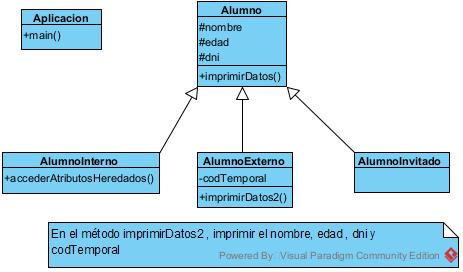 Aplicacion
+main()
Alumno
#nombre
#edad
#dni
+imprimirDatos()
AlumnoInterno
+accederAtributosHeredados()
AlumnoExterno
-codTemporal
+imprimirDatos2()
AlumnoInvitado
En el método imprimirDatos2 , imprimir el nombre, edad , dni y
codTemporal
Powered By Visual Paradigm Community Edition